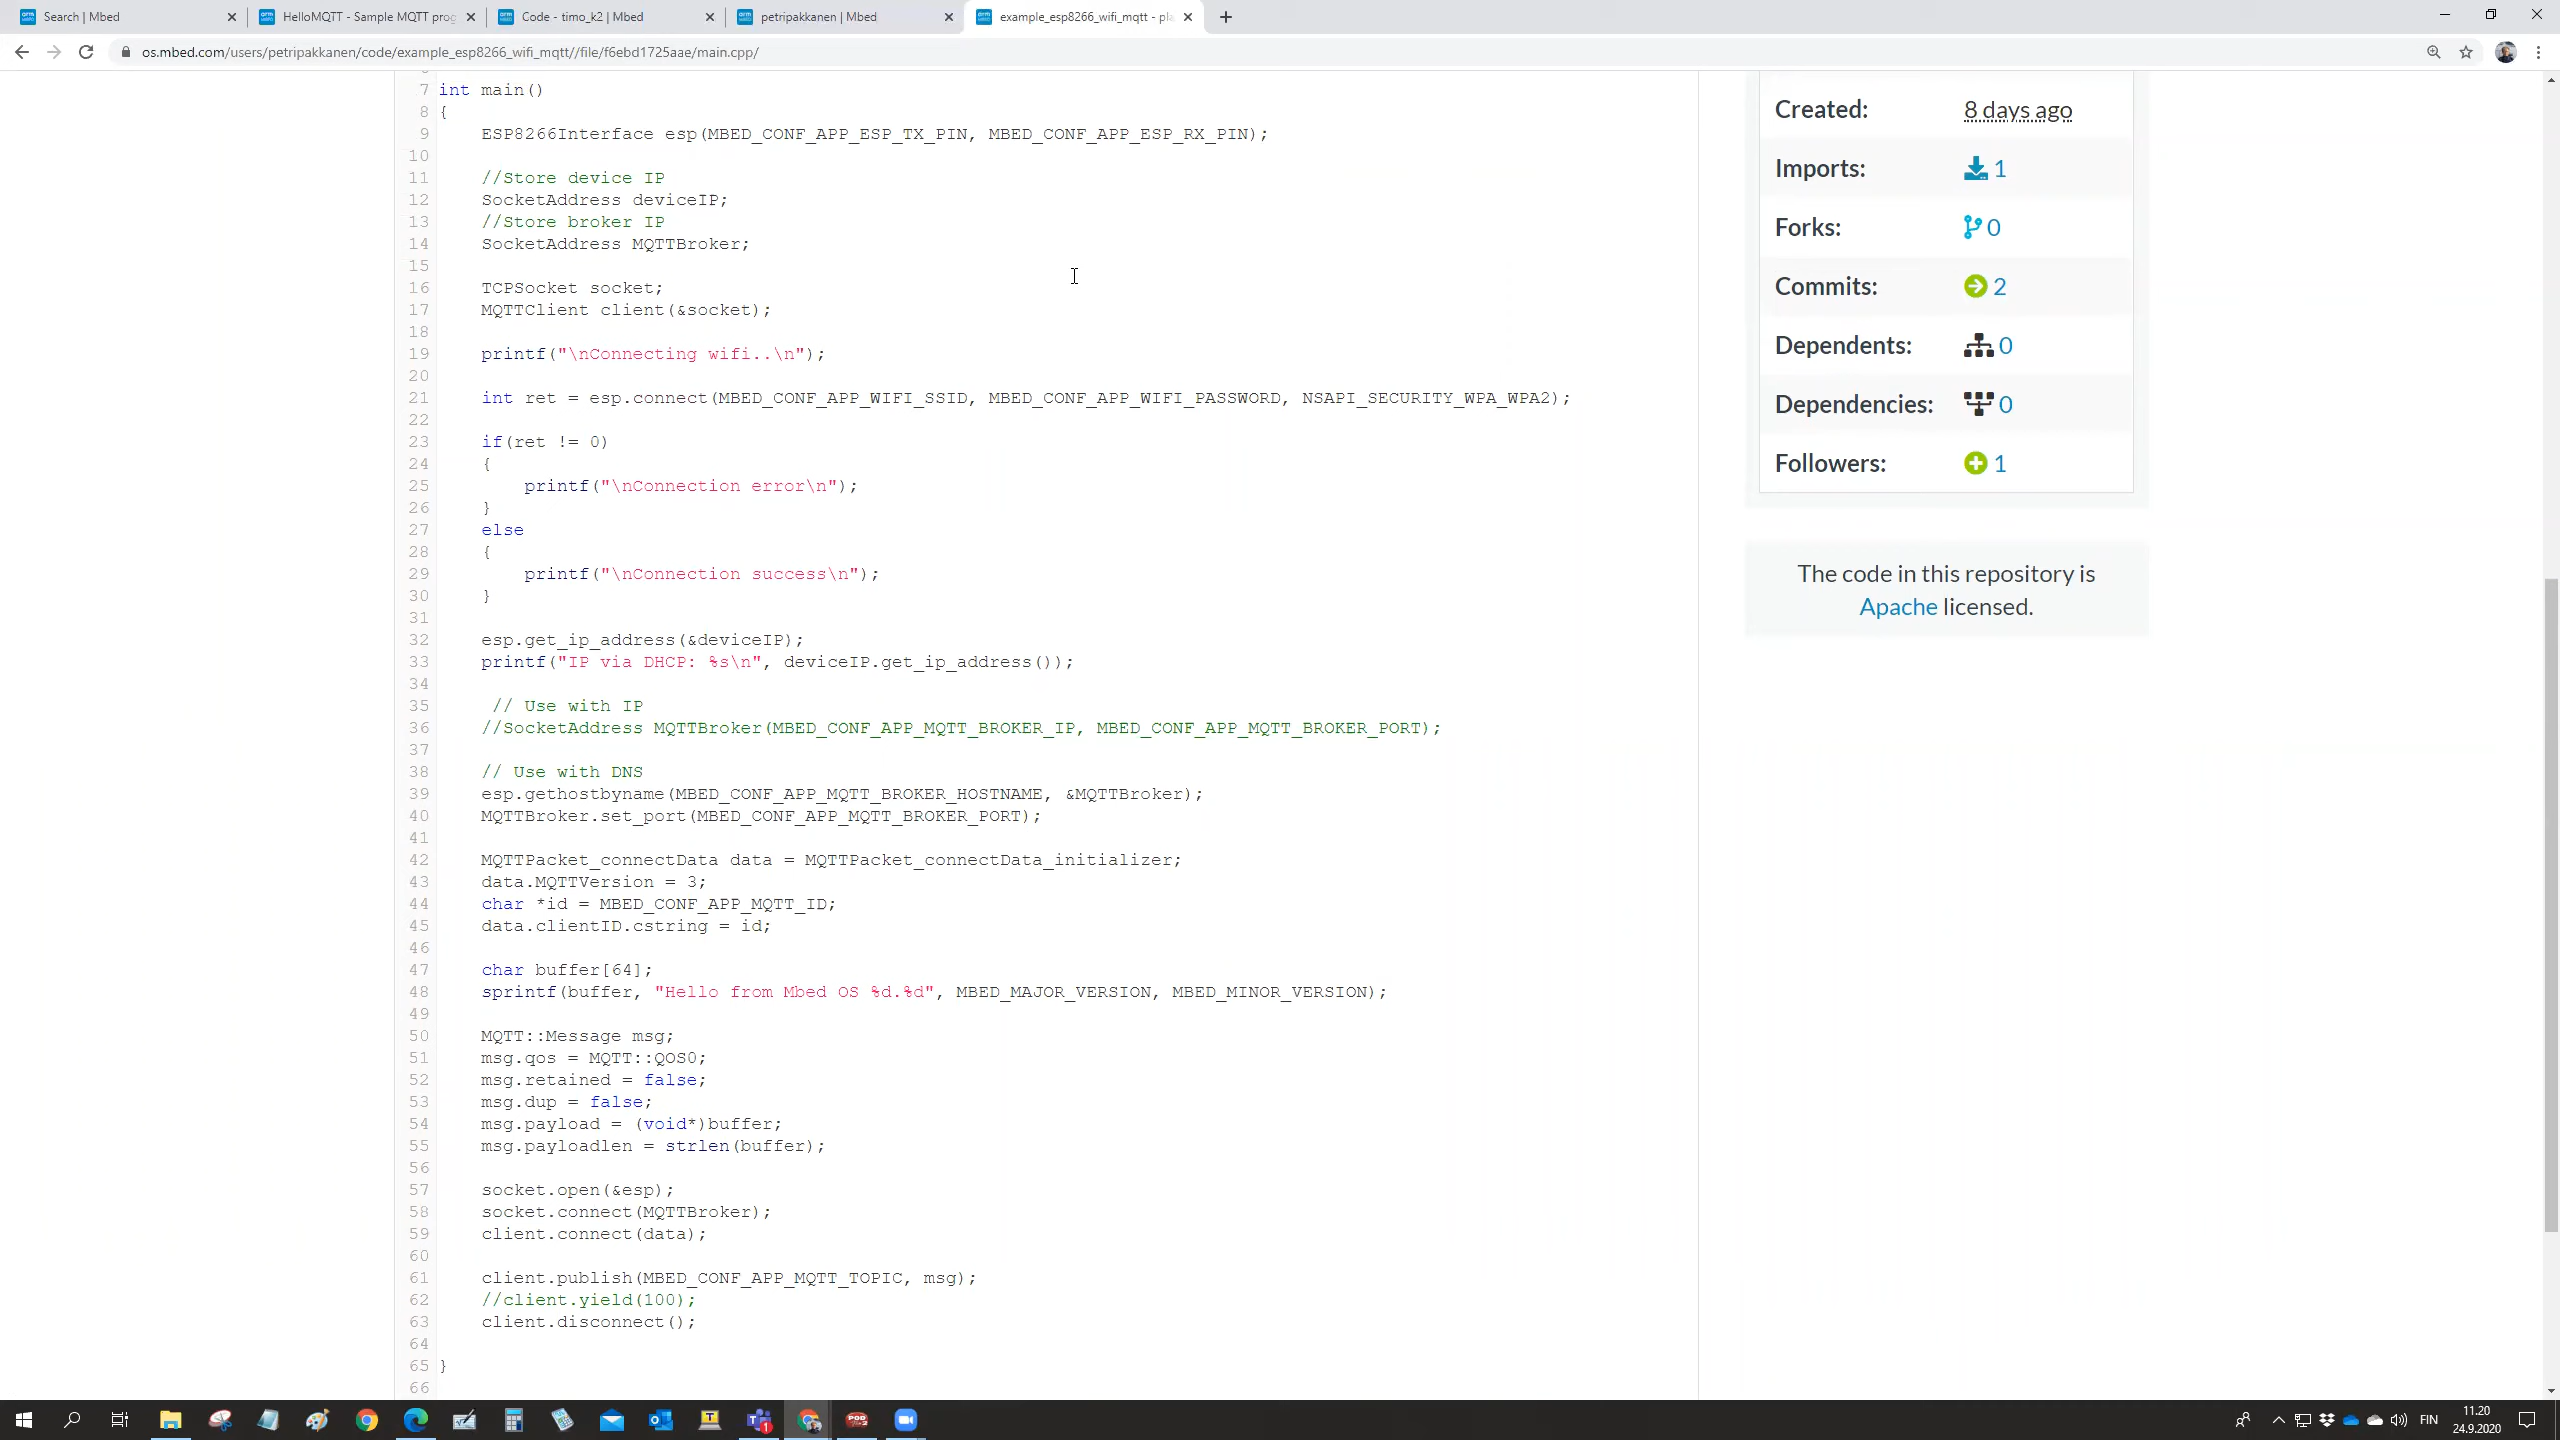 Search | Mbed
HelloMQTT - Sample MQTT prog
Code - timo_k2 | Mbed
petripakkanen | Mbed
example_esp8266_wifi_mqtt - pla
os.mbed.com/users/petripakkanen/code/example_esp8266_wifi_mqtt//file/f6ebd1725aae/main.cpp/
7 int main()
8 {
9 ESP8266Interface esp(MBED_CONF_APP_ESP_TX_PIN, MBED_CONF_APP_ESP_RX_PIN);
10
11 //Store device IP
12 SocketAddress deviceIP;
13 //Store broker IP
14 SocketAddress MQTTBroker;
15
16 TCPSocket socket;
17 MQTTClient client(&socket);
18
19 printf("\nConnecting wifi..\n");
20
21 int ret = esp.connect(MBED_CONF_APP_WIFI_SSID, MBED_CONF_APP_WIFI_PASSWORD, NSAPI_SECURITY_WPA_WPA2);
22
23 if(ret != 0)
24 {
25 printf("\nConnection error\n");
26 }
27 else
28 {
29 printf("\nConnection success\n");
30 }
31
32 esp.get_ip_address(&deviceIP);
33 printf("IP via DHCP: %s\n", deviceIP.get_ip_address());
34
35 // Use with IP
36 //SocketAddress MQTTBroker(MBED_CONF_APP_MQTT_BROKER_IP, MBED_CONF_APP_MQTT_BROKER_PORT);
37
38 // Use with DNS
39 esp.gethostbyname(MBED_CONF_APP_MQTT_BROKER_HOSTNAME, &MQTTBroker);
40 MQTTBroker.set_port(MBED_CONF_APP_MQTT_BROKER_PORT);
41
42 MQTTPacket_connectData data = MQTTPacket_connectData_initializer;
43 data.MQTTVersion = 3;
44 char *id = MBED_CONF_APP_MQTT_ID;
45 data.clientID.cstring = id;
46
47 char buffer[64];
48 sprintf(buffer, "Hello from Mbed OS %d.%d", MBED_MAJOR_VERSION, MBED_MINOR_VERSION);
49
50 MQTT::Message msg;
51 msg.qos = MQTT::QOS0;
52 msg.retained = false;
53 msg.dup = false;
54 msg.payload = (void*)buffer;
55 msg.payloadlen = strlen(buffer);
56
57 socket.open(&esp);
58 socket.connect(MQTTBroker);
59 client.connect(data);
60
61 client.publish(MBED_CONF_APP_MQTT_TOPIC, msg);
62 //client.yield(100);
63 client.disconnect();
64
65 }
66
Created: 8 days ago
Imports: 1
Forks: 0
Commits: 2
Dependents: 0
Dependencies: 0
Followers: 1
The code in this repository is
Apache licensed.
FIN
11.20
24.9.2020